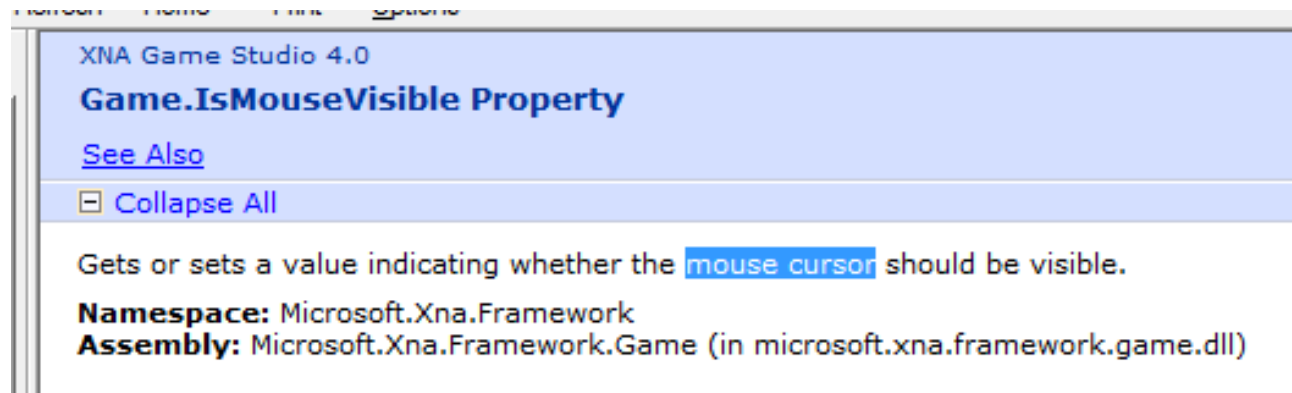 XNA Game Studio 4.0
Game.IsMouseVisible Property
See Also
Collapse All
Gets or sets a value indicating whether the mouse cursor should be visible.
Namespace: Microsoft.Xna.Framework
Assembly: Microsoft.Xna.Framework.Game (in microsoft.xna.framework.game.dll)